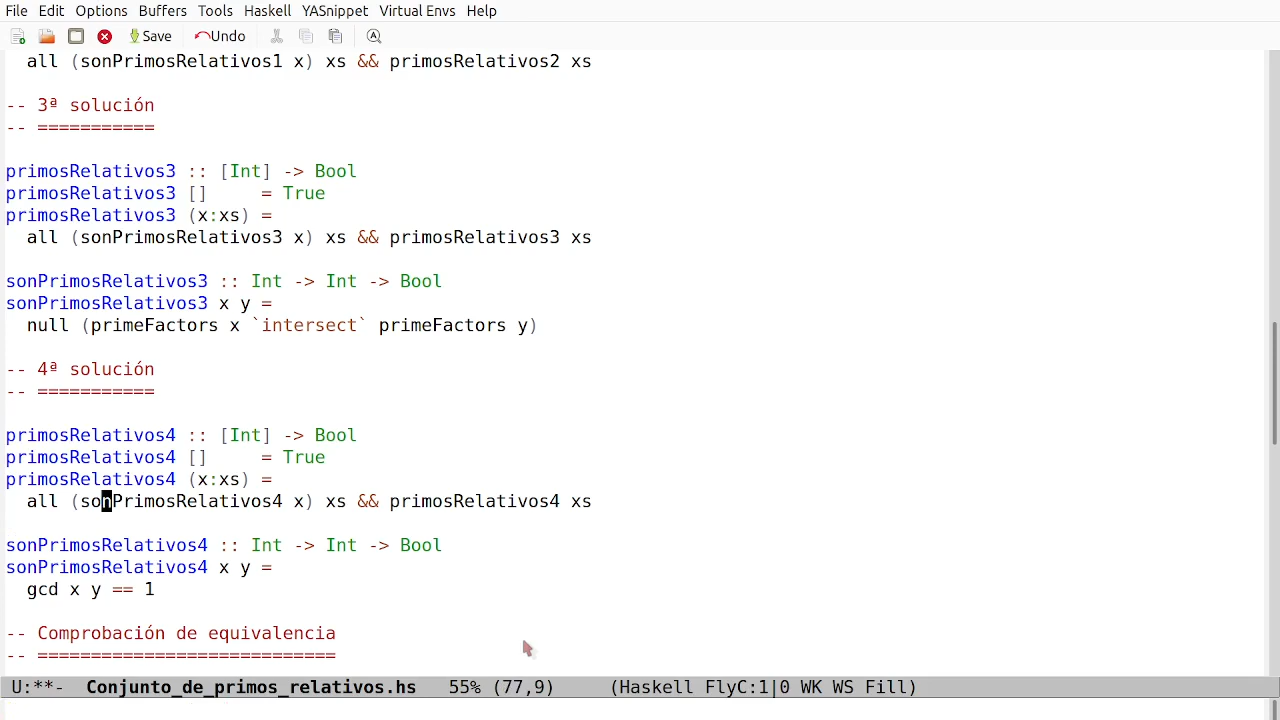 File Edit Options Buffers Tools Haskell YASnippet Virtual Envs Help
Save Undo
  all (sonPrimosRelativos1 x) xs && primosRelativos2 xs
-- 3ª solución
-- ===========
primosRelativos3 :: [Int] -> Bool
primosRelativos3 []     = True
primosRelativos3 (x:xs) =
  all (sonPrimosRelativos3 x) xs && primosRelativos3 xs
sonPrimosRelativos3 :: Int -> Int -> Bool
sonPrimosRelativos3 x y =
  null (primeFactors x `intersect` primeFactors y)
-- 4ª solución
-- ===========
primosRelativos4 :: [Int] -> Bool
primosRelativos4 []     = True
primosRelativos4 (x:xs) =
  all (sonPrimosRelativos4 x) xs && primosRelativos4 xs
sonPrimosRelativos4 :: Int -> Int -> Bool
sonPrimosRelativos4 x y =
  gcd x y == 1
-- Comprobación de equivalencia
-- ============================
U:**-  Conjunto_de_primos_relativos.hs   55% (77,9)     (Haskell FlyC:1|0 WK WS Fill)